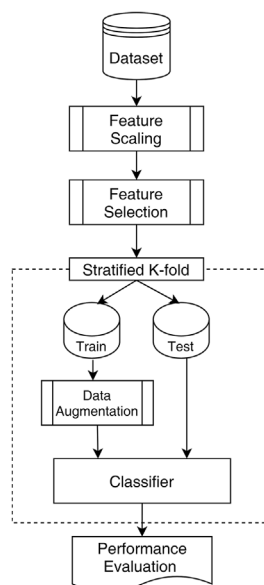 Dataset
Feature
Scaling
Feature
Selection
Stratified K-fold
Train
Test
Data
Augmentation
Classifier
Performance
Evaluation